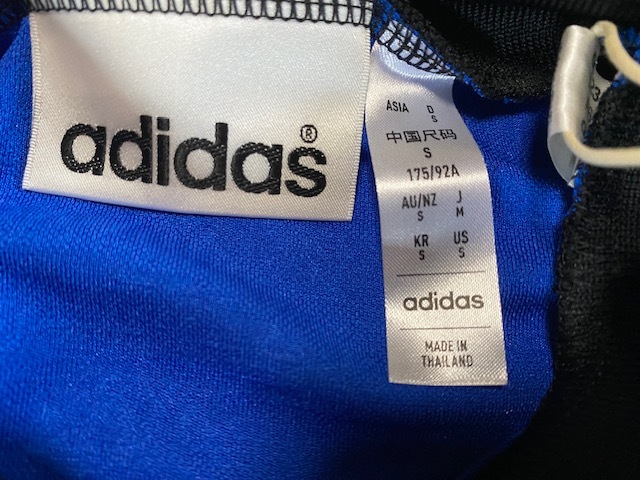 adidas®
ASIA D
S
中国尺码
S
175/92A
AU/NZ J
S M
KR US
S S
adidas
MADE IN
THAILAND